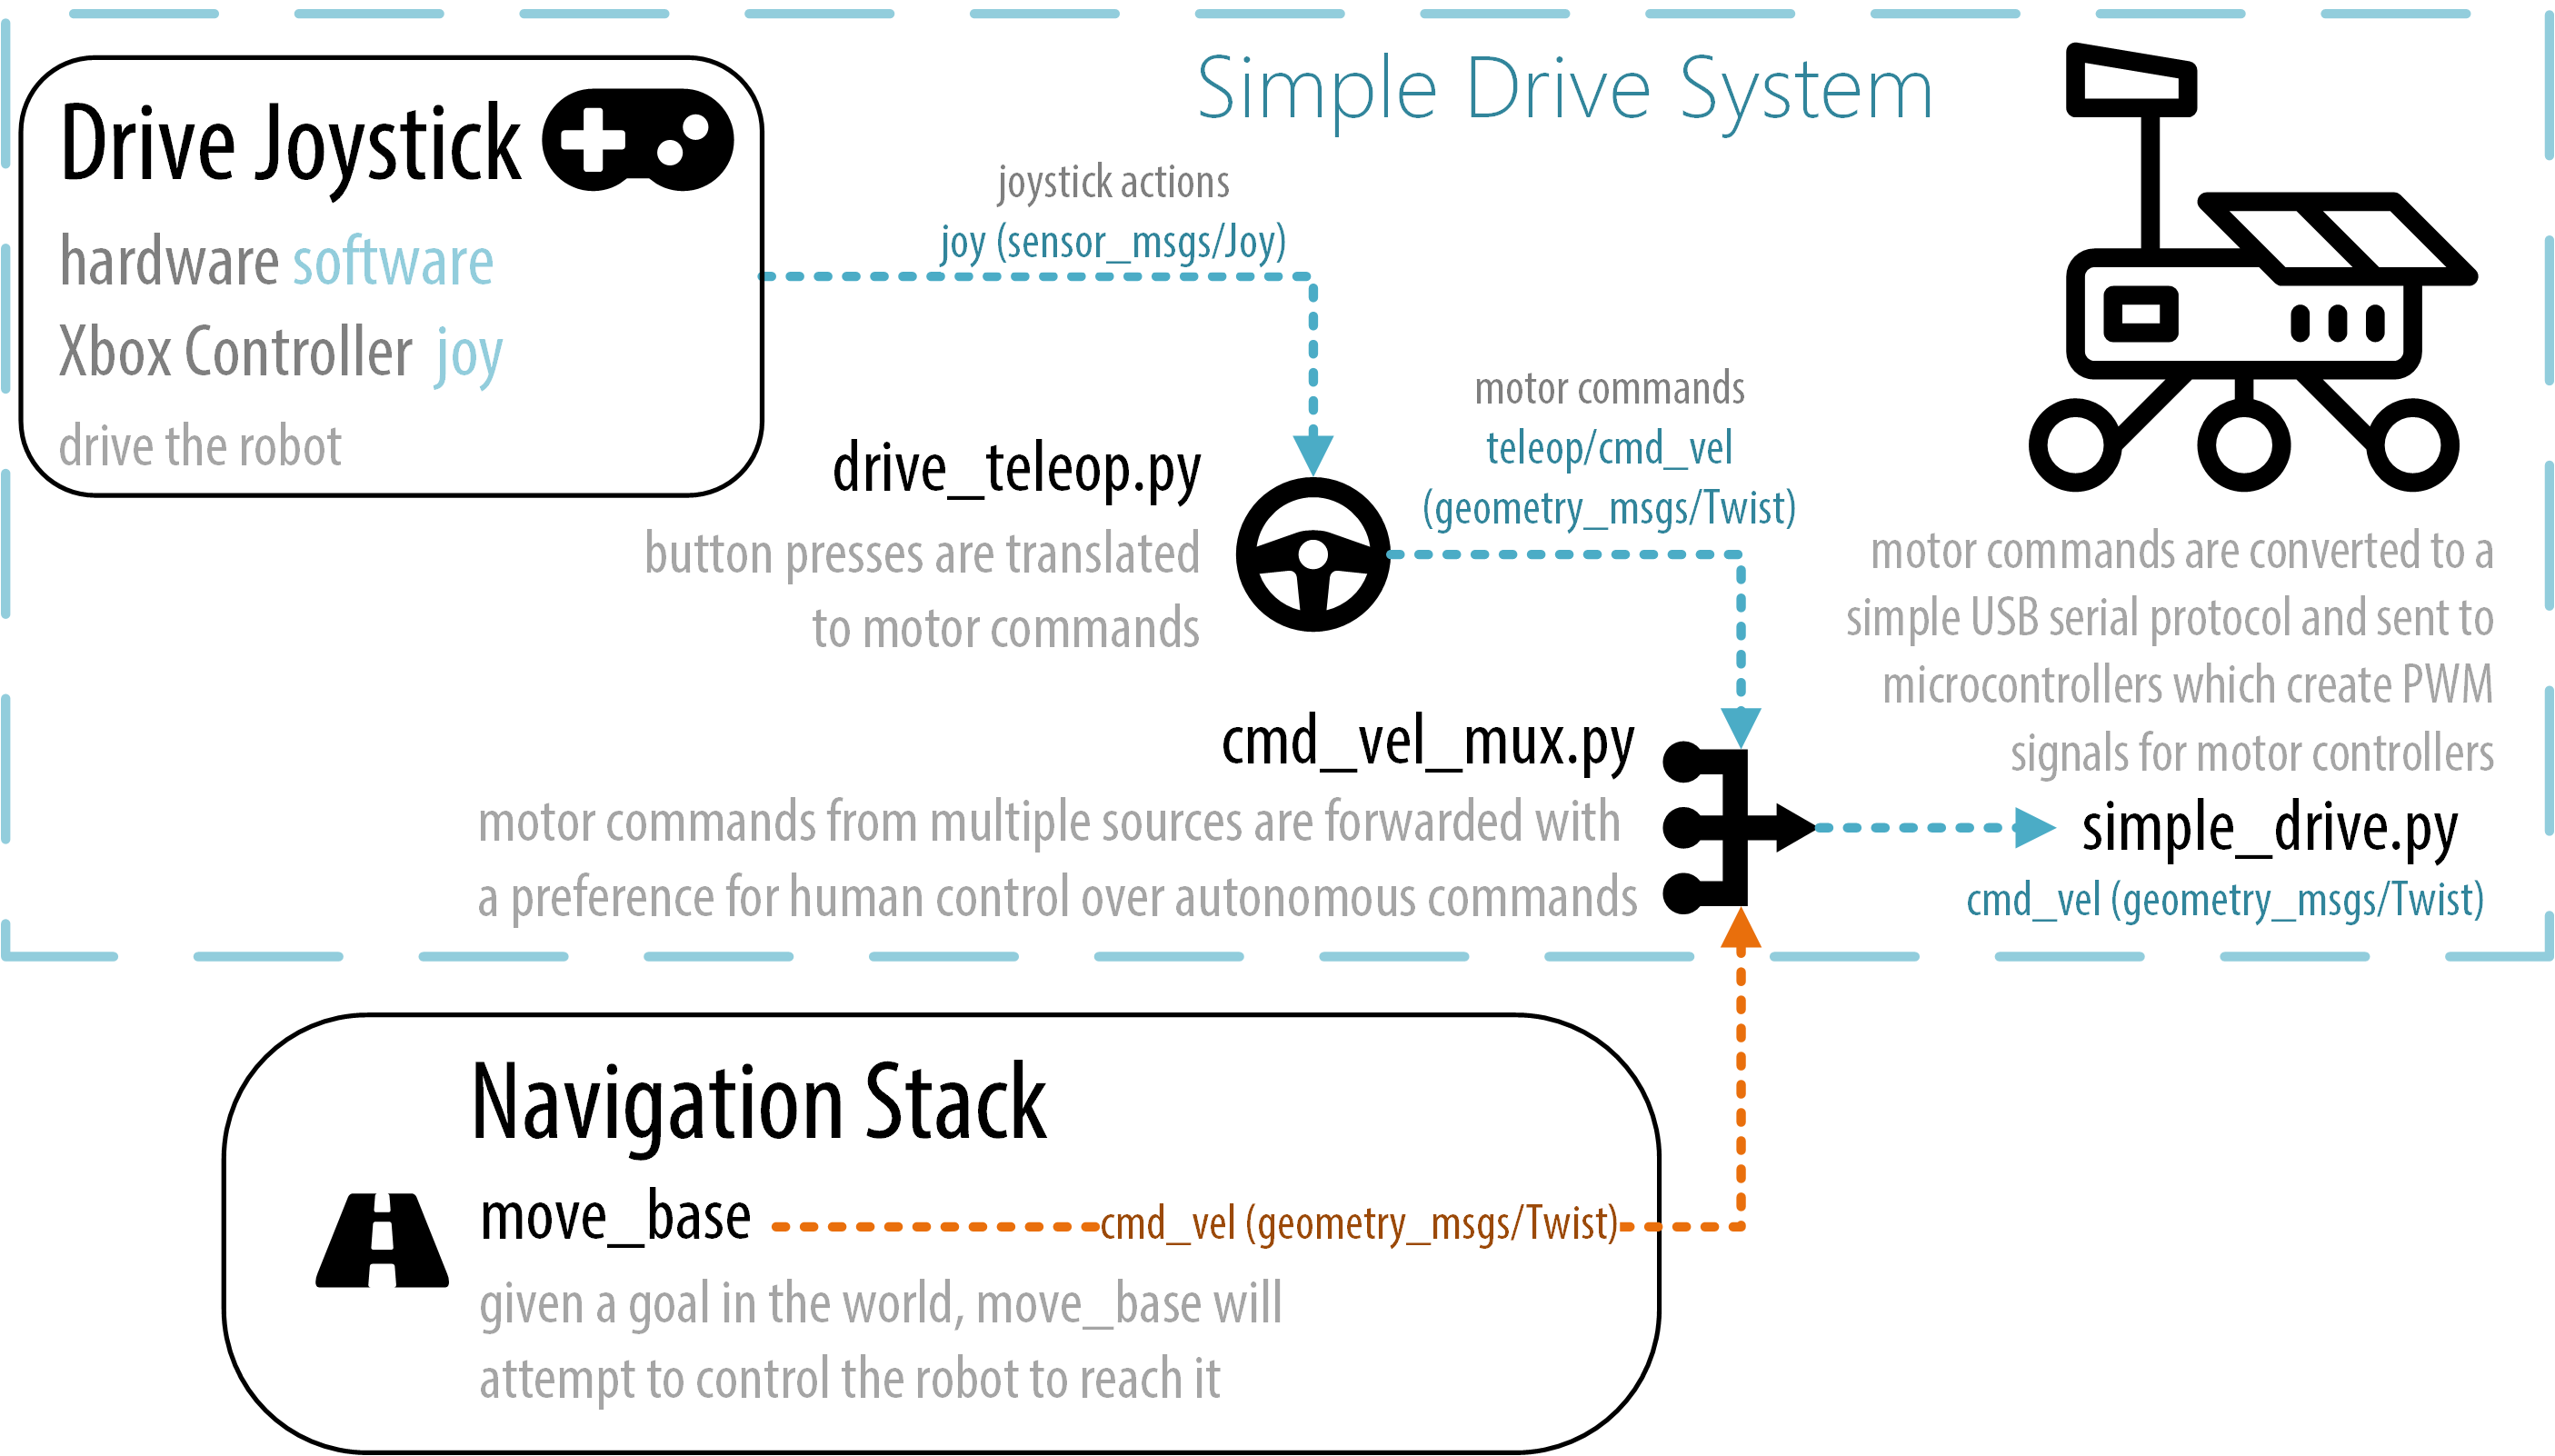 Simple Drive System
Drive Joystick
hardware software
Xbox Controller joy
drive the robot
joystick actions
joy (sensor_msgs/Joy)
drive_teleop.py
button presses are translated
to motor commands
motor commands
teleop/cmd_vel
(geometry_msgs/Twist)
cmd_vel_mux.py
motor commands from multiple sources are forwarded with
a preference for human control over autonomous commands
motor commands are converted to a
simple USB serial protocol and sent to
microcontrollers which create PWM
signals for motor controllers
simple_drive.py
cmd_vel (geometry_msgs/Twist)
Navigation Stack
move_base
cmd_vel (geometry_msgs/Twist)
given a goal in the world, move_base will
attempt to control the robot to reach it